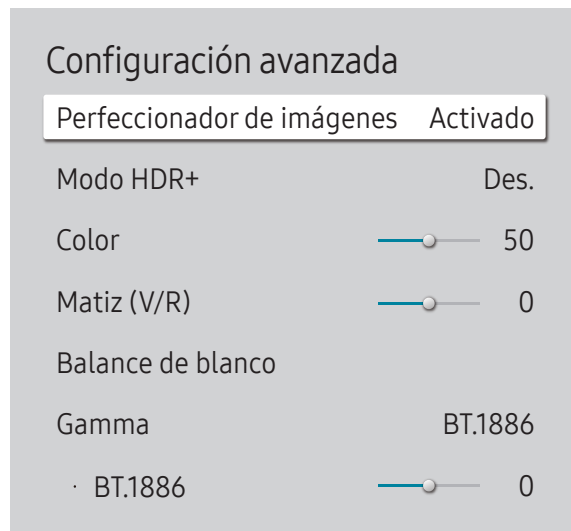 Configuración avanzada
Perfeccionador de imágenes Activado
Modo HDR+ Des.
Color 50
Matiz (V/R) 0
Balance de blanco
Gamma BT.1886
· BT.1886 0